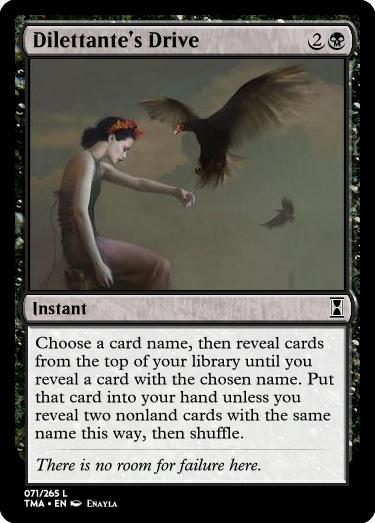 Dilettante's Drive 2
Instant
Choose a card name, then reveal cards
from the top of your library until you
reveal a card with the chosen name. Put
that card into your hand unless you
reveal two nonland cards with the same
name this way, then shuffle.
There is no room for failure here.
071/265 L
TMA • EN Enayla